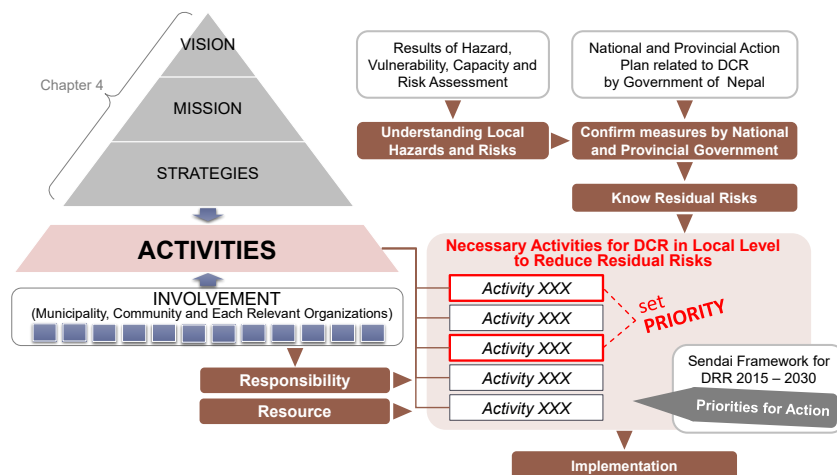 VISION
Chapter 4
MISSION
STRATEGIES
ACTIVITIES
INVOLVEMENT
(Municipality, Community and Each Relevant Organizations)
Responsibility
Resource
Results of Hazard,
Vulnerability, Capacity and
Risk Assessment
National and Provincial Action
Plan related to DCR
by Government of Nepal
Understanding Local
Hazards and Risks
Confirm measures by National
and Provincial Government
Know Residual Risks
Necessary Activities for DCR in Local Level
to Reduce Residual Risks
Activity XXX
Activity XXX
Activity XXX
Activity XXX
Activity XXX
set
PRIORITY
Sendai Framework for
DRR 2015 – 2030
Priorities for Action
Implementation